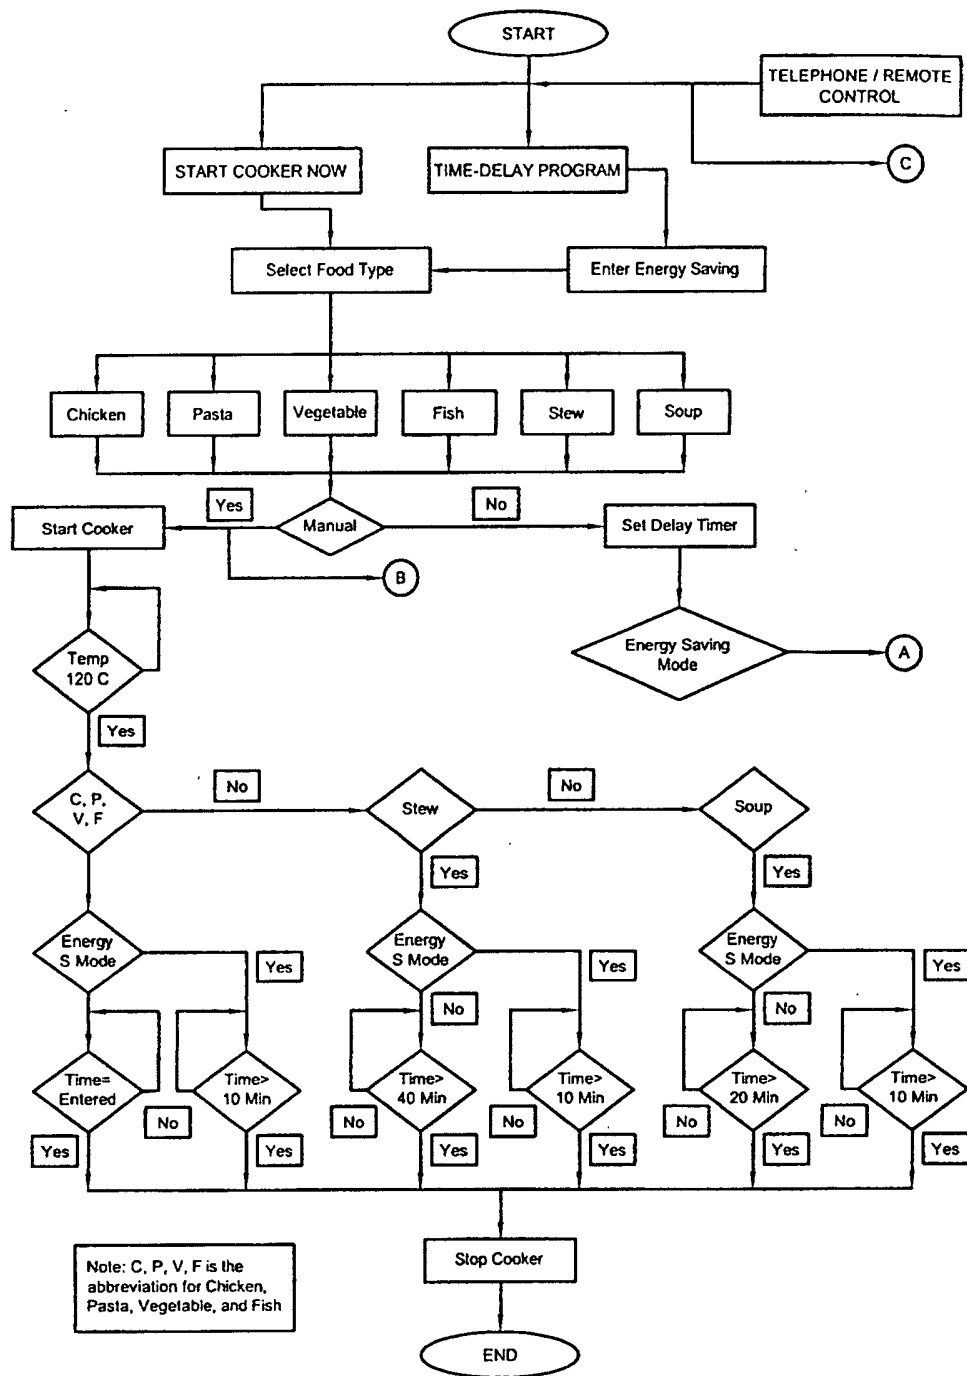 START
TELEPHONE / REMOTE
CONTROL
START COOKER NOW
TIME-DELAY PROGRAM
C
Select Food Type
Enter Energy Saving
Chicken
Pasta
Vegetable
Fish
Stew
Soup
Yes
No
Start Cooker
Manual
Set Delay Timer
B
Temp
120 C
Energy Saving
Mode
A
Yes
C, P,
V, F
No
Stew
No
Soup
Yes
Yes
Energy
S Mode
Yes
Energy
S Mode
Yes
Energy
S Mode
Yes
No
No
Time=
Entered
Time>
10 Min
Time>
40 Min
Time>
10 Min
Time>
20 Min
Time>
10 Min
No
No
No
No
No
Yes
Yes
Yes
Yes
Yes
Yes
Stop Cooker
Note: C, P, V, F is the
abbreviation for Chicken,
Pasta, Vegetable, and Fish
END